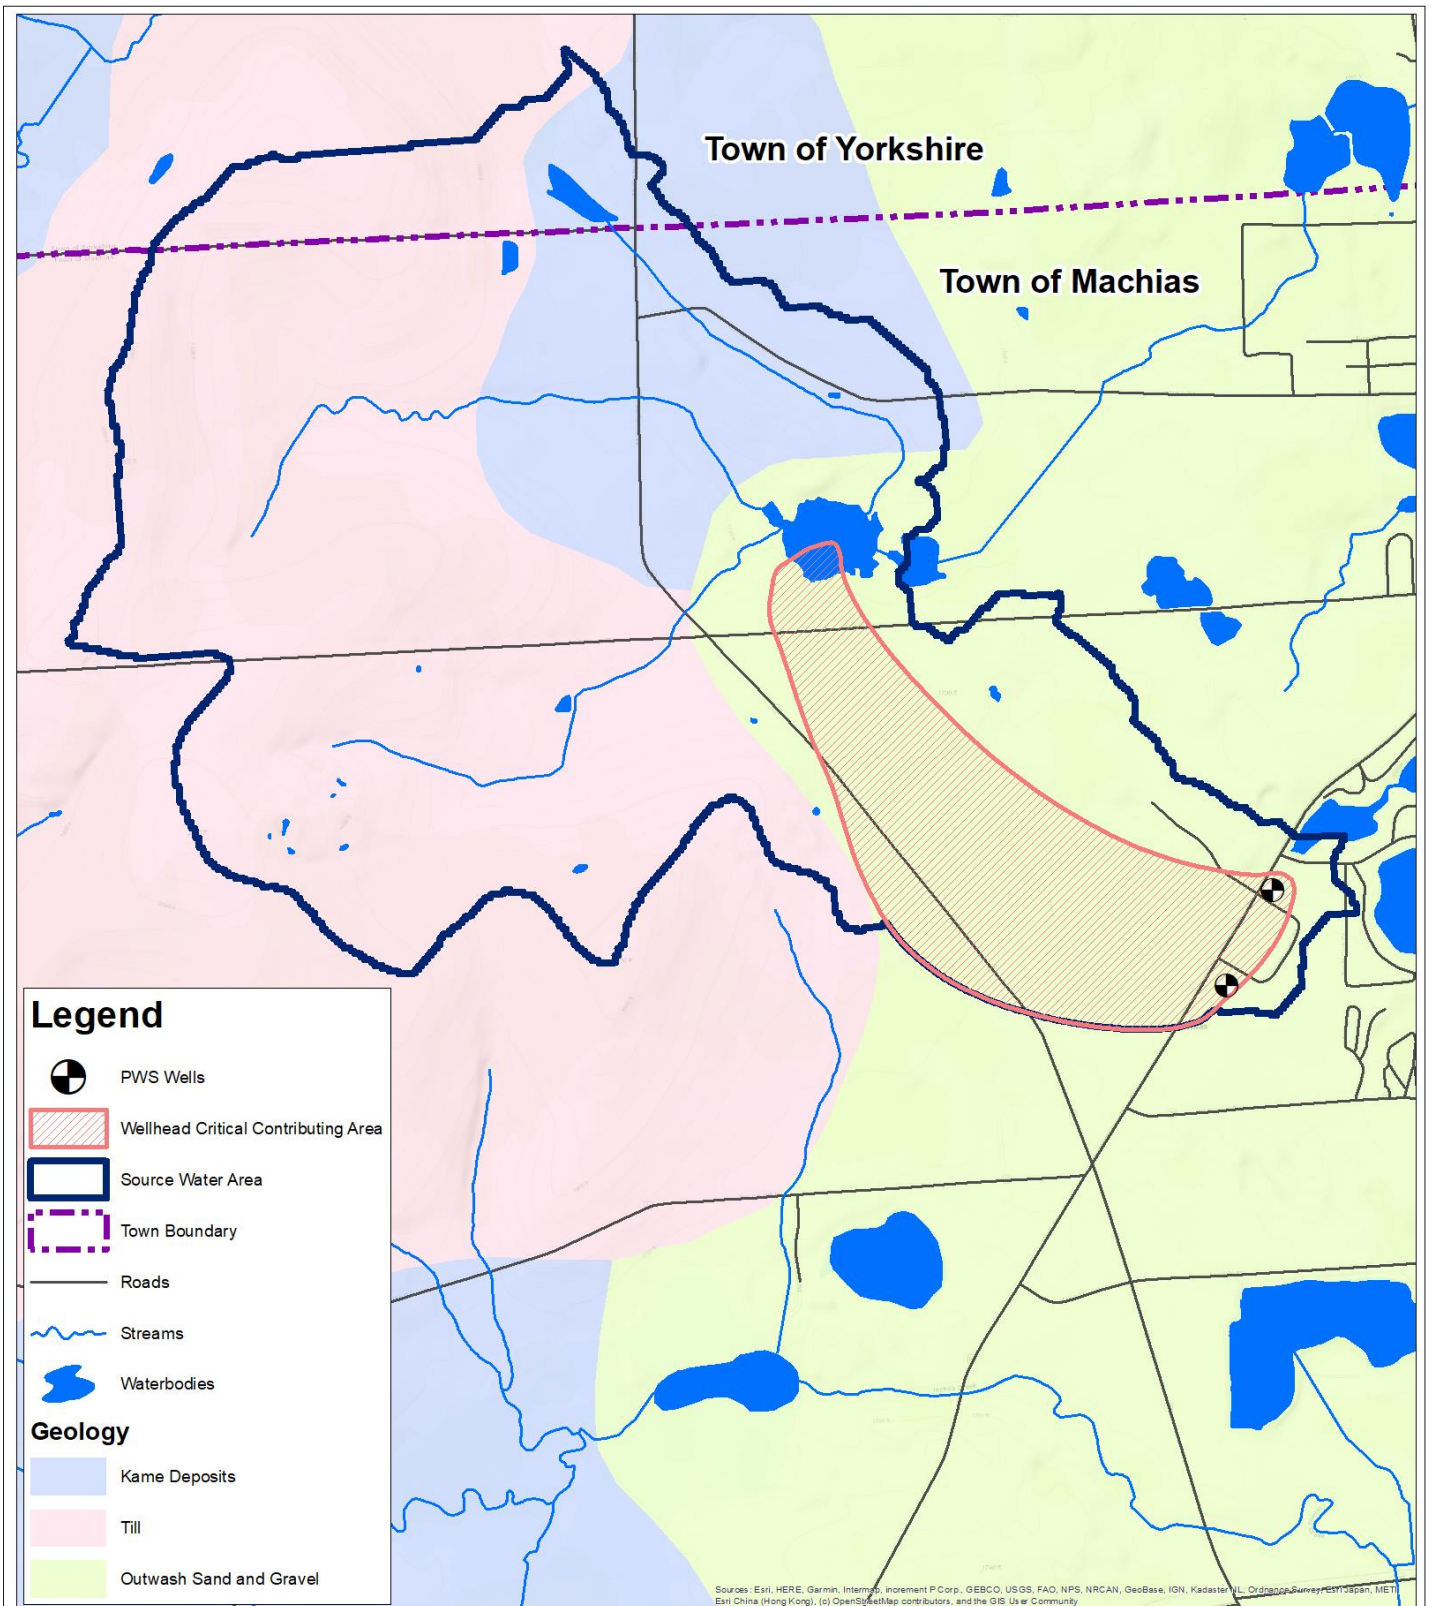 Town of Yorkshire
Town of Machias
Legend
PWS Wells
Wellhead Critical Contributing Area
Source Water Area
Town Boundary
Roads
Streams
Waterbodies
Geology
Kame Deposits
Till
Outwash Sand and Gravel
Sources: Esri, HERE, Garmin, Intermap, increment P Corp., GEBCO, USGS, FAO, NPS, NRCAN, GeoBase, IGN, Kadaster NL, Ordnance Survey, Esri Japan, METI
Esri China (Hong Kong), (c) OpenStreetMap contributors, and the GIS User Community